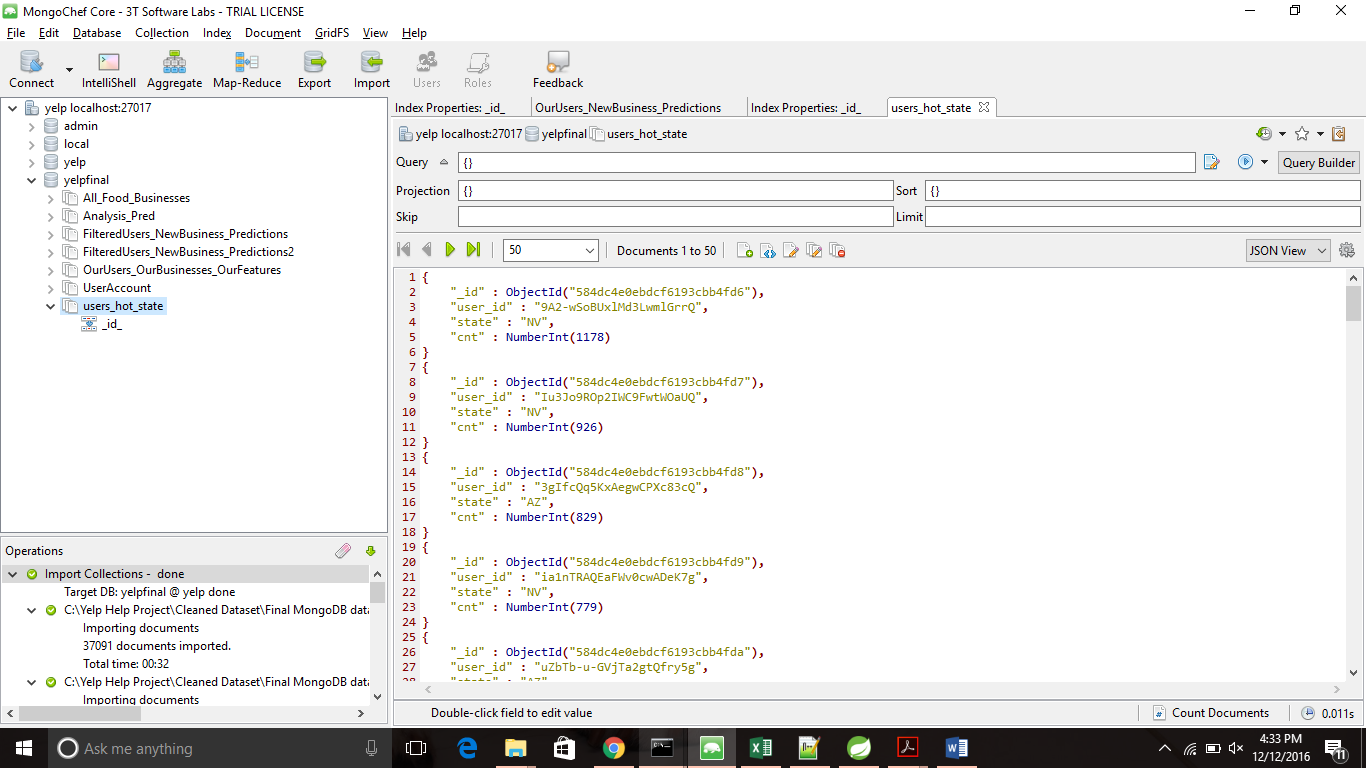 MongoChef Core - 3T Software Labs - TRIAL LICENSE
File Edit Database Collection Index Document GridFS View Help
Connect IntelliShell Aggregate Map-Reduce Export Import Users Roles Feedback
yelp localhost:27017
admin
local
yelp
yelpfinal
All_Food_Businesses
Analysis_Pred
FilteredUsers_NewBusiness_Predictions
FilteredUsers_NewBusiness_Predictions2
OurUsers_OurBusinesses_OurFeatures
UserAccount
users_hot_state
_id_
Operations
Import Collections - done
Target DB: yelpfinal @ yelp done
C:\Yelp Help Project\Cleaned Dataset\Final MongoDB data
Importing documents
37091 documents imported.
Total time: 00:32
C:\Yelp Help Project\Cleaned Dataset\Final MongoDB data
Importing documents
Index Properties: _id_ OurUsers_NewBusiness_Predictions Index Properties: _id_ users_hot_state
yelp localhost:27017 yelpfinal users_hot_state
Query {} Query Builder
Projection {} Sort {}
Skip Limit
50 Documents 1 to 50 JSON View
1 {
2 "_id" : ObjectId("584dc4e0ebdcf6193cbb4fd6"),
3 "user_id" : "9A2-wSoBUxlMd3LwmlGrrQ",
4 "state" : "NV",
5 "cnt" : NumberInt(1178)
6 }
7 {
8 "_id" : ObjectId("584dc4e0ebdcf6193cbb4fd7"),
9 "user_id" : "Iu3Jo9ROp2IWC9FwtWOaUQ",
10 "state" : "NV",
11 "cnt" : NumberInt(926)
12 }
13 {
14 "_id" : ObjectId("584dc4e0ebdcf6193cbb4fd8"),
15 "user_id" : "3gIfcQq5KxAegwCPXc83cQ",
16 "state" : "AZ",
17 "cnt" : NumberInt(829)
18 }
19 {
20 "_id" : ObjectId("584dc4e0ebdcf6193cbb4fd9"),
21 "user_id" : "ia1nTRAQEaFWv0cwADeK7g",
22 "state" : "NV",
23 "cnt" : NumberInt(779)
24 }
25 {
26 "_id" : ObjectId("584dc4e0ebdcf6193cbb4fda"),
27 "user_id" : "uZbTb-u-GVjTa2gtQfry5g",
28 "state" : "AZ"
Double-click field to edit value Count Documents 0.011s
Ask me anything
4:33 PM
12/12/2016
11